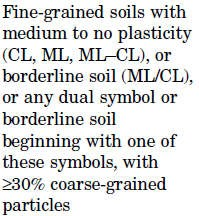 Fine-grained soils with
medium to no plasticity
(CL, ML, ML–CL), or
borderline soil (ML/CL),
or any dual symbol or
borderline soil
beginning with one of
these symbols, with
≥30% coarse-grained
particles